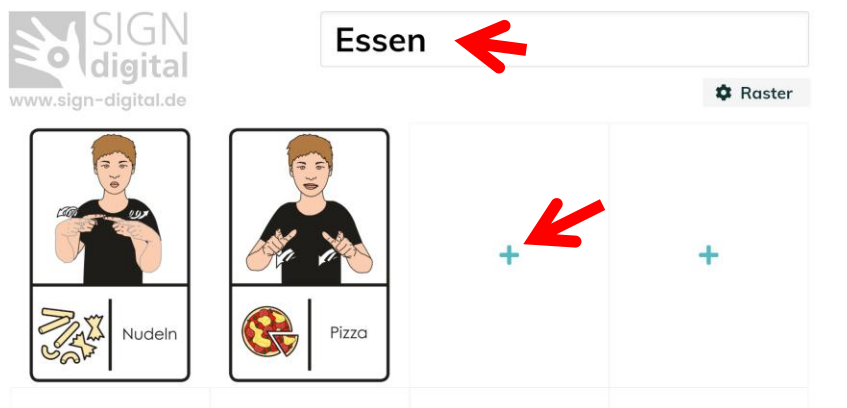 SIGN
digital
www.sign-digital.de
Essen
Raster
Nudeln
Pizza